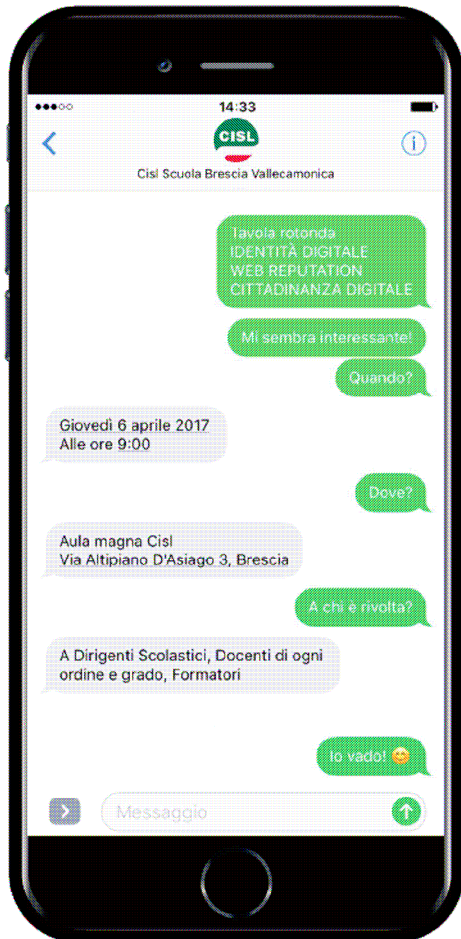 14:33
CISL
Cisl Scuola Brescia Vallecamonica
Tavola rotonda
IDENTITÀ DIGITALE
WEB REPUTATION
CITTADINANZA DIGITALE
Mi sembra interessante!
Quando?
Giovedì 6 aprile 2017
Alle ore 9:00
Dove?
Aula magna Cisl
Via Altipiano D'Asiago 3, Brescia
A chi è rivolta?
A Dirigenti Scolastici, Docenti di ogni
ordine e grado, Formatori
Io vado! 😊
Messaggio